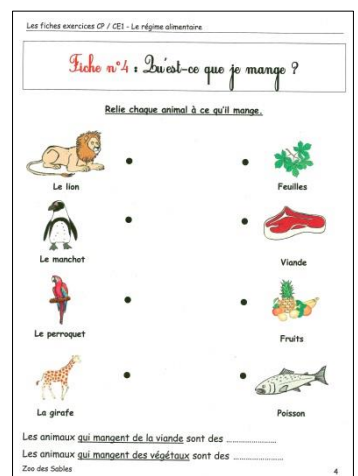 Les fiches exercices CP / CE1 - Le régime alimentaire
Fiche n°4 : Qu'est-ce que je mange ?
Relie chaque animal à ce qu'il mange.
Le lion
Feuilles
Le manchot
Viande
Le perroquet
Fruits
La girafe
Poisson
Les animaux qui mangent de la viande sont des ........................
Les animaux qui mangent des végétaux sont des ........................
Zoo des Sables
4